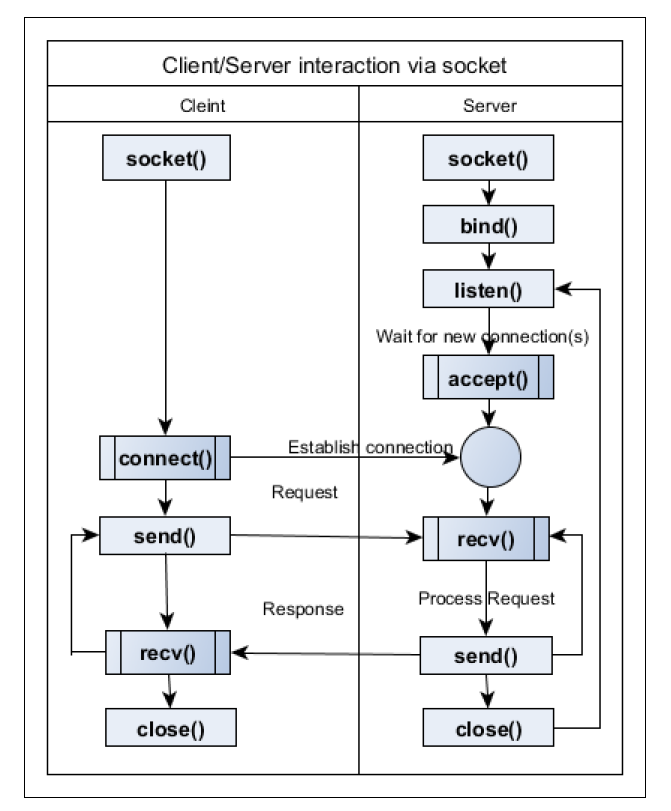 Client/Server interaction via socket
Cleint
Server
socket()
socket()
bind()
listen()
Wait for new connection(s)
accept()
Establish connection
connect()
Request
send()
recv()
Process Request
Response
recv()
send()
close()
close()